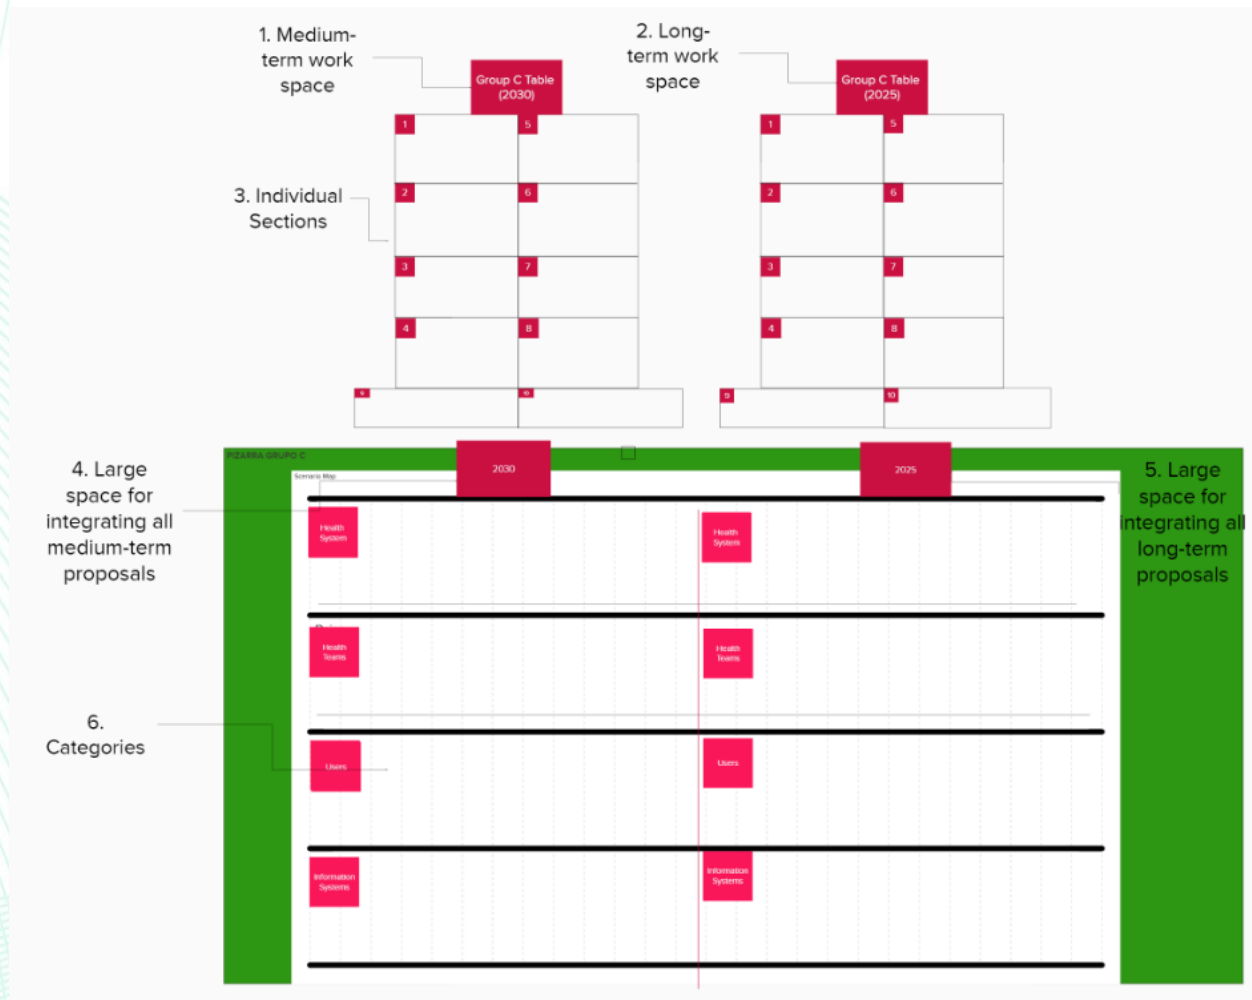 1. Medium-
term work
space
2. Long-
term work
space
Group C Table
(2030)
Group C Table
(2025)
1
5
1
5
3. Individual
Sections
2
6
2
6
3
7
3
7
4
8
4
8
9
10
9
10
4. Large
space for
integrating all
medium-term
proposals
PIZARRA GRUPO C
Scenario Map
2030
2025
5. Large
space for
integrating all
long-term
proposals
Health
System
Health
System
Health
Teams
Health
Teams
6.
Categories
Users
Users
Information
Systems
Information
Systems